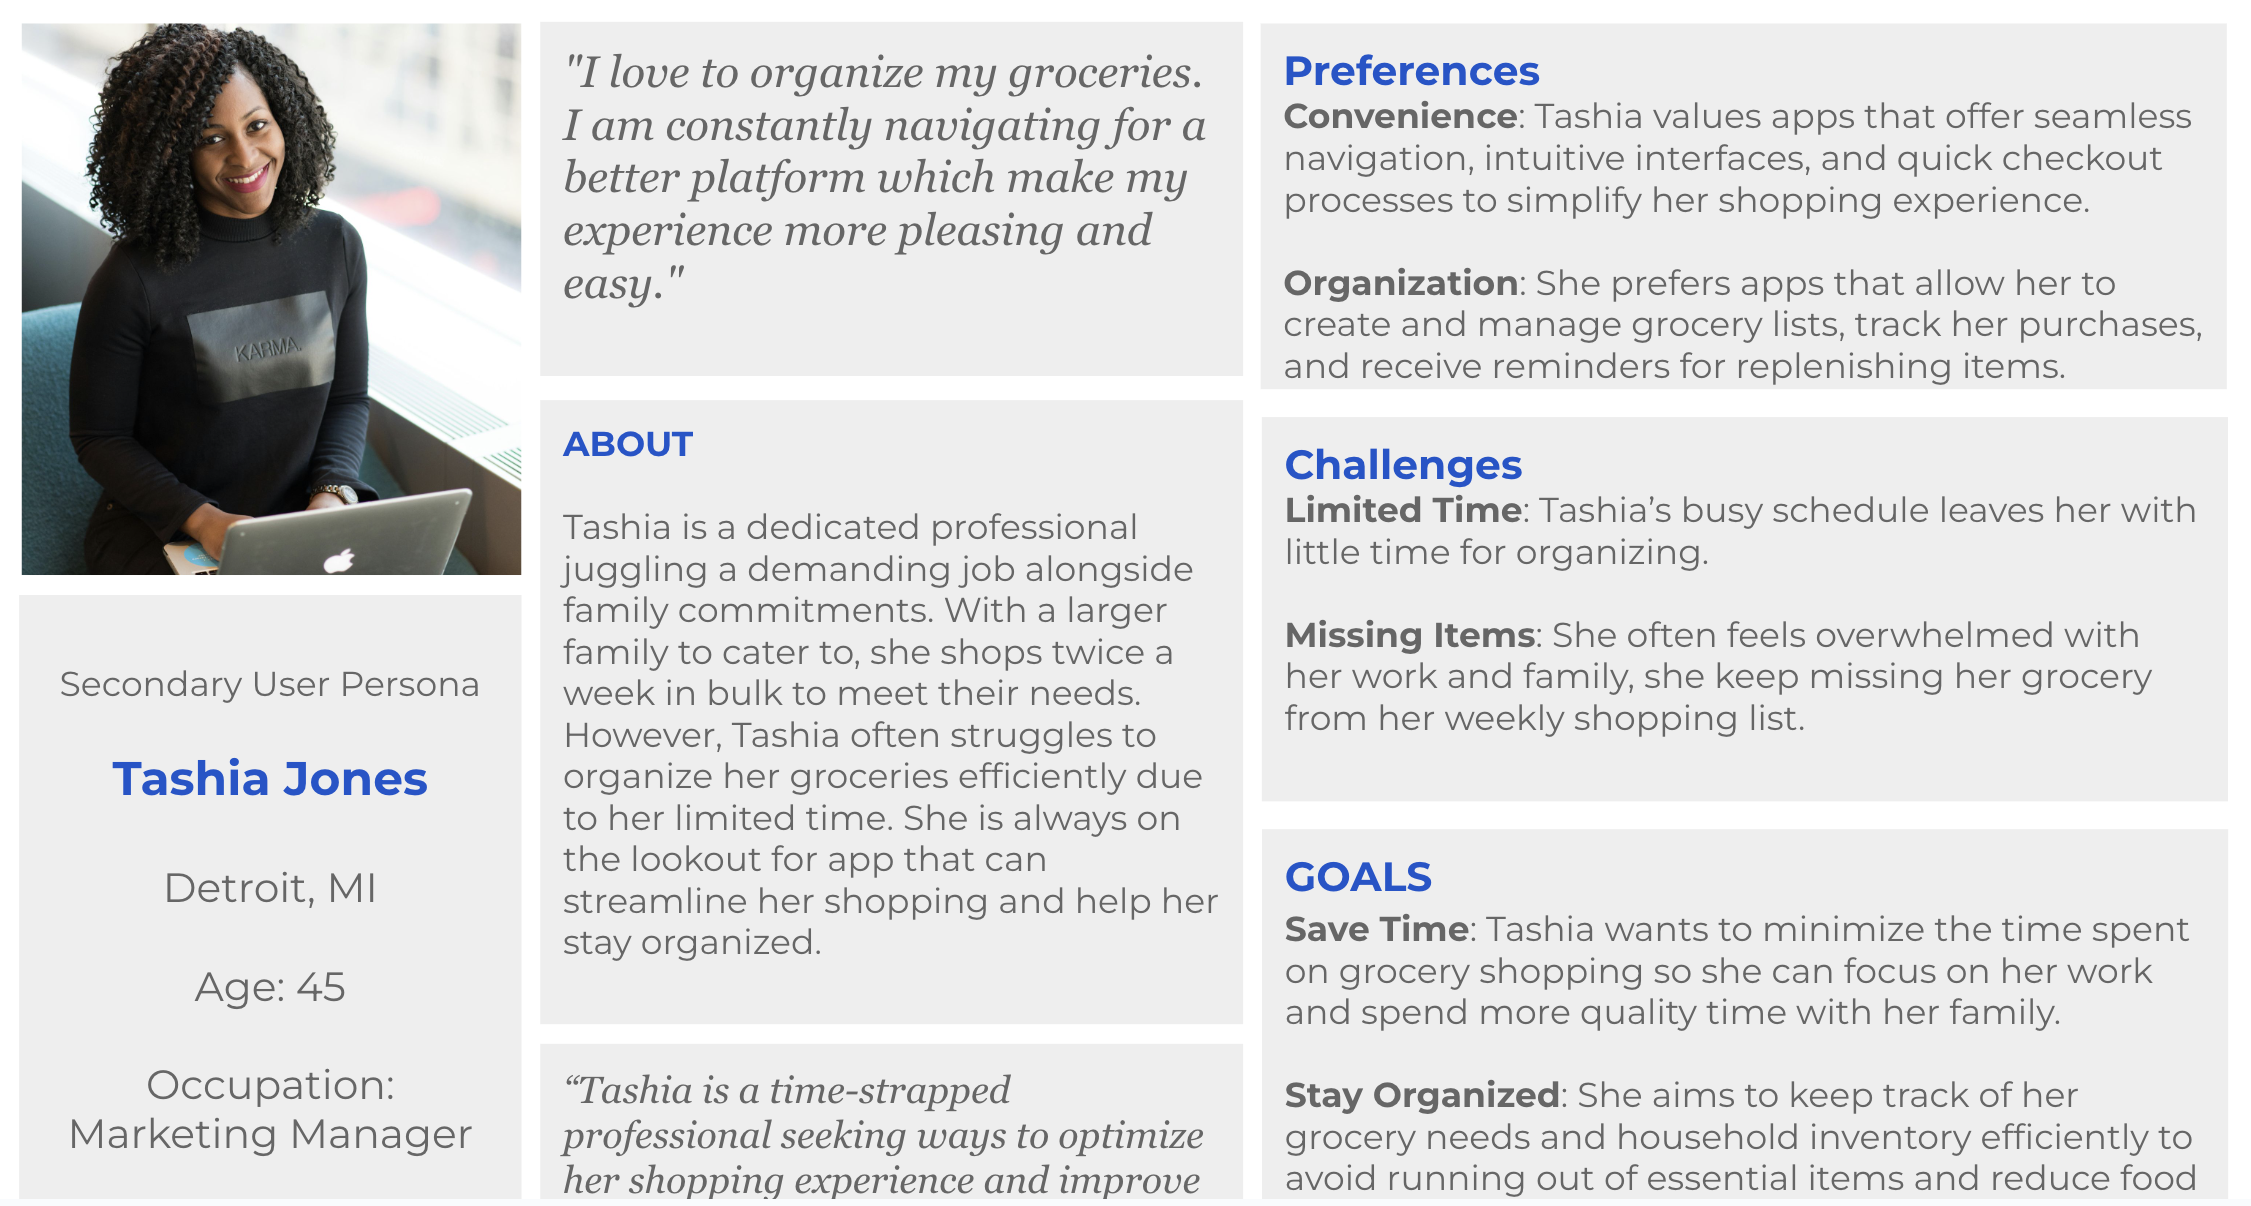 KARMA.
Secondary User Persona
Tashia Jones
Detroit, MI
Age: 45
Occupation:
Marketing Manager
"I love to organize my groceries.
I am constantly navigating for a
better platform which make my
experience more pleasing and
easy."
ABOUT
Tashia is a dedicated professional
juggling a demanding job alongside
family commitments. With a larger
family to cater to, she shops twice a
week in bulk to meet their needs.
However, Tashia often struggles to
organize her groceries efficiently due
to her limited time. She is always on
the lookout for app that can
streamline her shopping and help her
stay organized.
“Tashia is a time-strapped
professional seeking ways to optimize
her shopping experience and improve
Preferences
Convenience: Tashia values apps that offer seamless
navigation, intuitive interfaces, and quick checkout
processes to simplify her shopping experience.
Organization: She prefers apps that allow her to
create and manage grocery lists, track her purchases,
and receive reminders for replenishing items.
Challenges
Limited Time: Tashia’s busy schedule leaves her with
little time for organizing.
Missing Items: She often feels overwhelmed with
her work and family, she keep missing her grocery
from her weekly shopping list.
GOALS
Save Time: Tashia wants to minimize the time spent
on grocery shopping so she can focus on her work
and spend more quality time with her family.
Stay Organized: She aims to keep track of her
grocery needs and household inventory efficiently to
avoid running out of essential items and reduce food